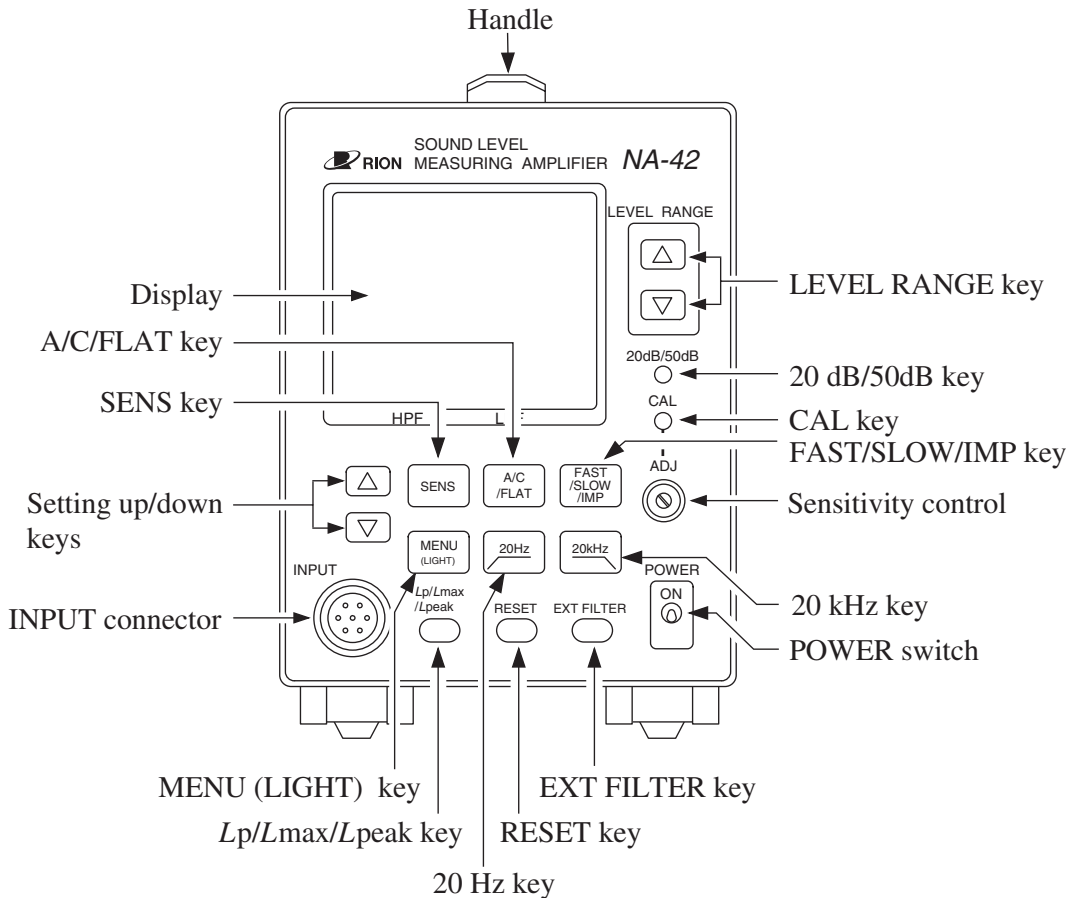 Handle
SOUND LEVEL
RION MEASURING AMPLIFIER NA-42
LEVEL RANGE
LEVEL RANGE key
Display
A/C/FLAT key
20dB/50dB
20 dB/50dB key
SENS key
CAL
CAL key
HPF
FAST/SLOW/IMP key
ADJ
SENS
A/C
/FLAT
FAST
/SLOW
/IMP
Setting up/down
keys
Sensitivity control
MENU
(LIGHT)
20Hz
20kHz
INPUT
POWER
ON
Lp/Lmax
/Lpeak
RESET
EXT FILTER
20 kHz key
INPUT connector
POWER switch
MENU (LIGHT) key
EXT FILTER key
Lp/Lmax/Lpeak key
RESET key
20 Hz key